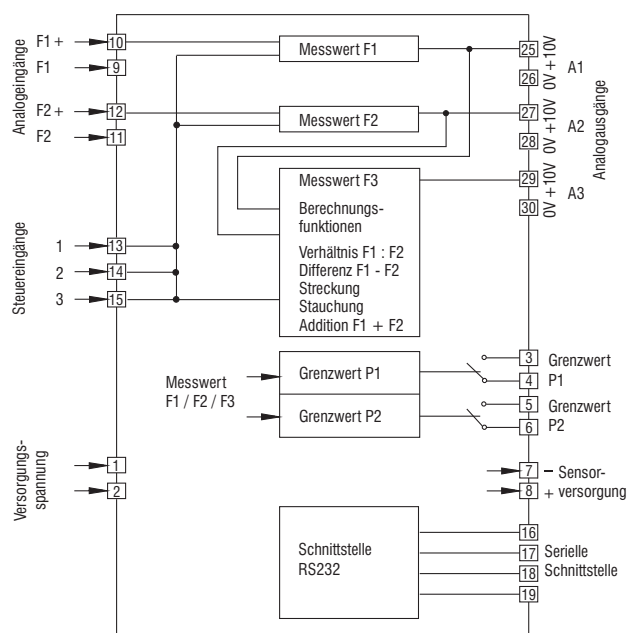 Analogeingänge
F1 +
10
F1
9
F2 +
12
F2
11
Messwert F1
Messwert F2
25
0V + 10V
26
A1
27
0V + 10V
28
A2
29
0V + 10V
30
A3
Analogausgänge
Messwert F3
Berechnungs-
funktionen
Verhältnis F1 : F2
Differenz F1 - F2
Streckung
Stauchung
Addition F1 + F2
Steuereingänge
1
13
2
14
3
15
Messwert
F1 / F2 / F3
Grenzwert P1
Grenzwert P2
3
Grenzwert
4
P1
5
Grenzwert
6
P2
Versorgungs-
spannung
1
2
7
– Sensor-
8
+ versorgung
Schnittstelle
RS232
16
17
Serielle
18
Schnittstelle
19